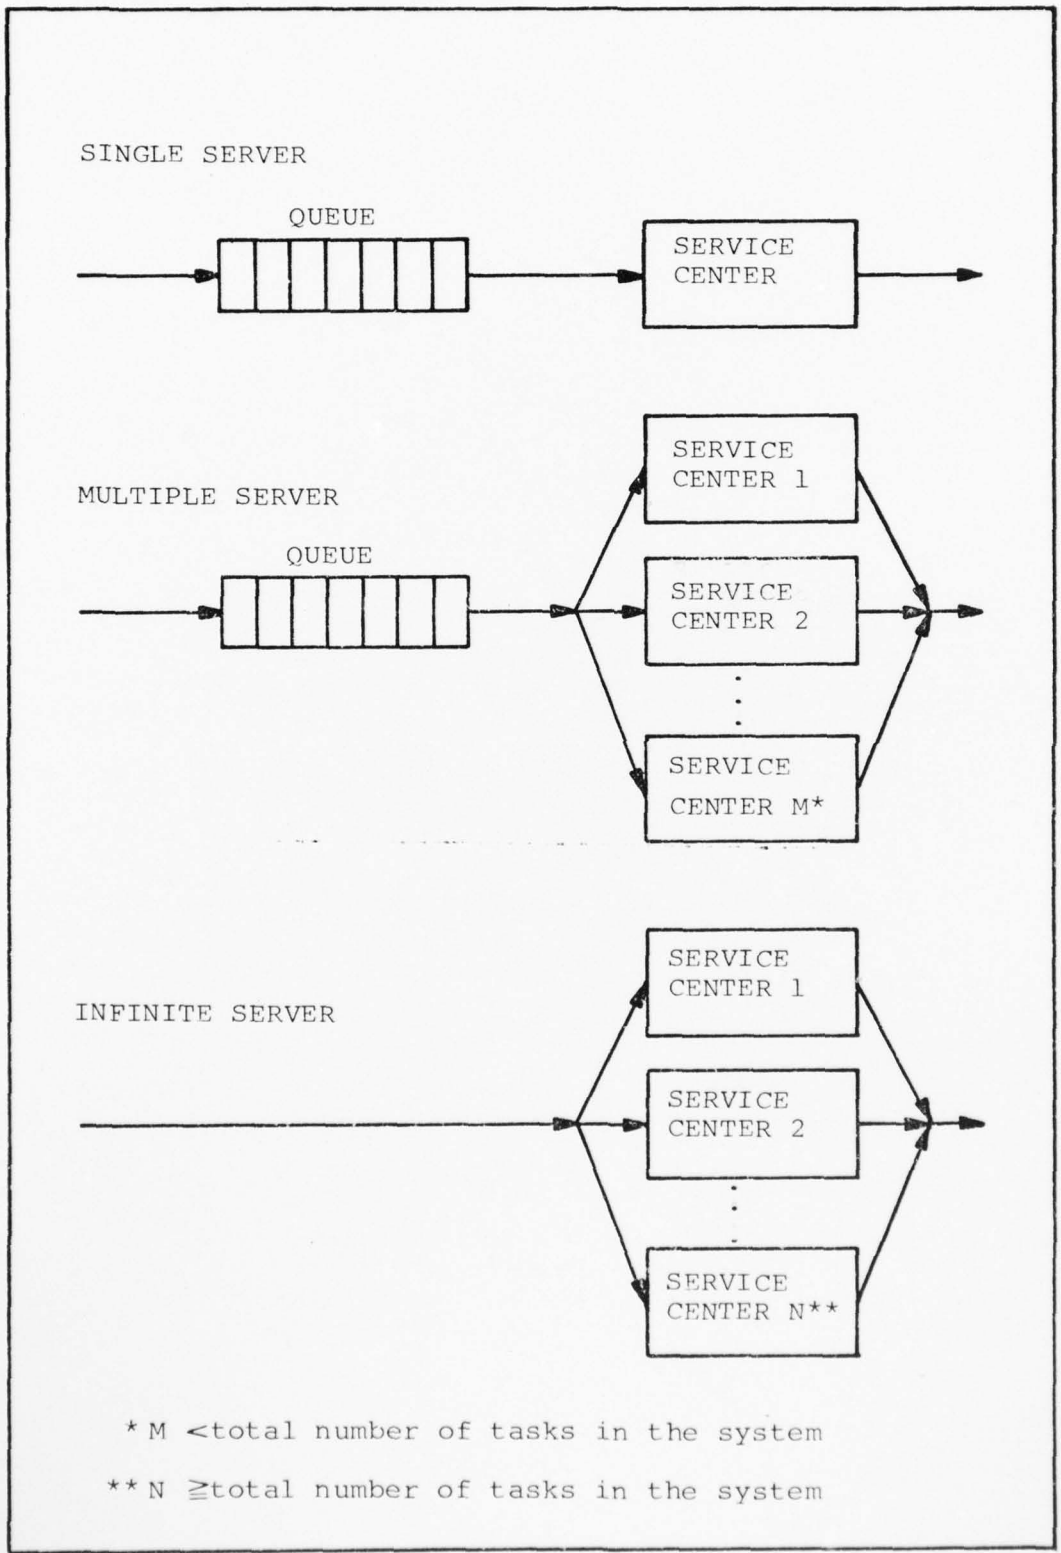 SINGLE SERVER
QUEUE
SERVICE
CENTER
MULTIPLE SERVER
QUEUE
SERVICE
CENTER 1
SERVICE
CENTER 2
SERVICE
CENTER M*
INFINITE SERVER
SERVICE
CENTER 1
SERVICE
CENTER 2
SERVICE
CENTER N**
* M <total number of tasks in the system
** N ≧total number of tasks in the system